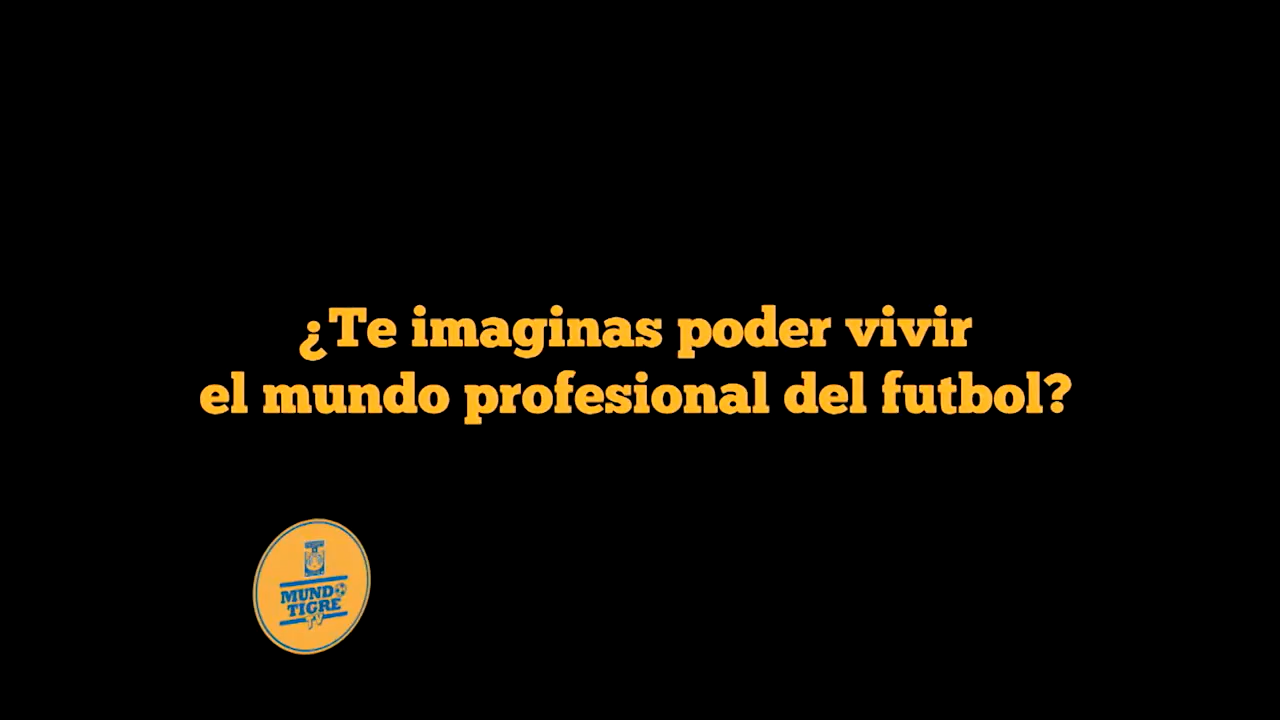 ¿Te imaginas poder vivir
el mundo profesional del futbol?
MUNDO
TIGRE
TV